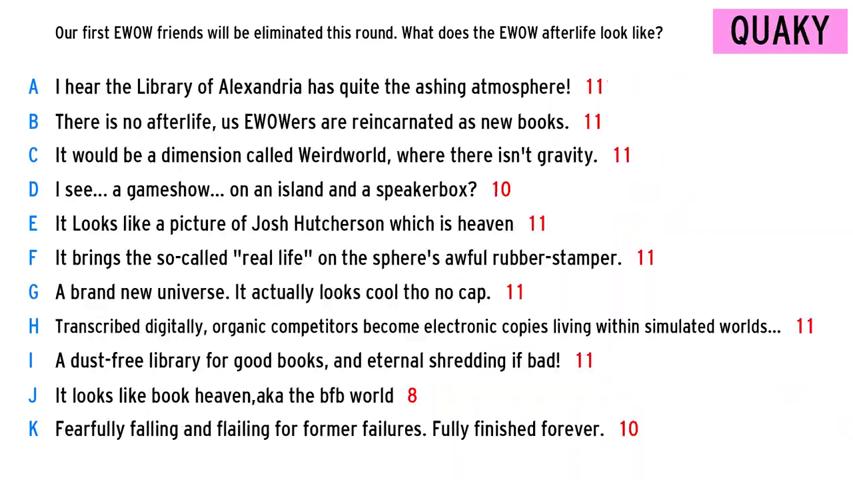 Our first EWOW friends will be eliminated this round. What does the EWOW afterlife look like?
QUAKY
A I hear the Library of Alexandria has quite the ashing atmosphere! 11
B There is no afterlife, us EWOWers are reincarnated as new books. 11
C It would be a dimension called Weirdworld, where there isn't gravity. 11
D I see... a gameshow... on an island and a speakerbox? 10
E It Looks like a picture of Josh Hutcherson which is heaven 11
F It brings the so-called "real life" on the sphere's awful rubber-stamper. 11
G A brand new universe. It actually looks cool tho no cap. 11
H Transcribed digitally, organic competitors become electronic copies living within simulated worlds... 11
I A dust-free library for good books, and eternal shredding if bad! 11
J It looks like book heaven,aka the bfb world 8
K Fearfully falling and flailing for former failures. Fully finished forever. 10